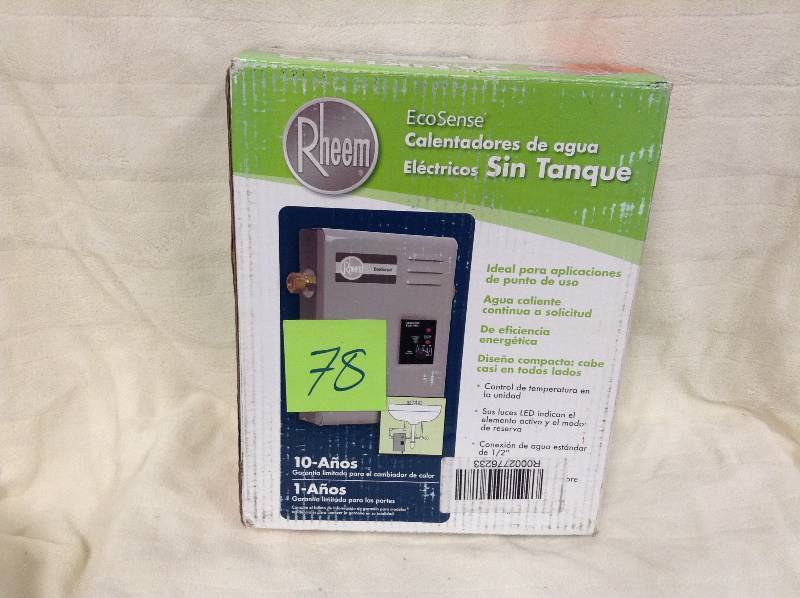 Rheem
EcoSense
Calentadores de agua
Eléctricos Sin Tanque
Ideal para aplicaciones
de punto de uso
Agua caliente
continua a solicitud
De eficiencia
energética
Diseño compacto: cabe
casi en todos lados
• Control de temperatura en
la unidad
• Sus luces LED indican el
elemento activo y el modo
de reserva
• Conexión de agua estándar
de 1/2"
Rheem
EcoSense
78
10-Años
Garantía limitada para el cambiador de calor
1-Años
Garantía limitada para las partes
R0002776233